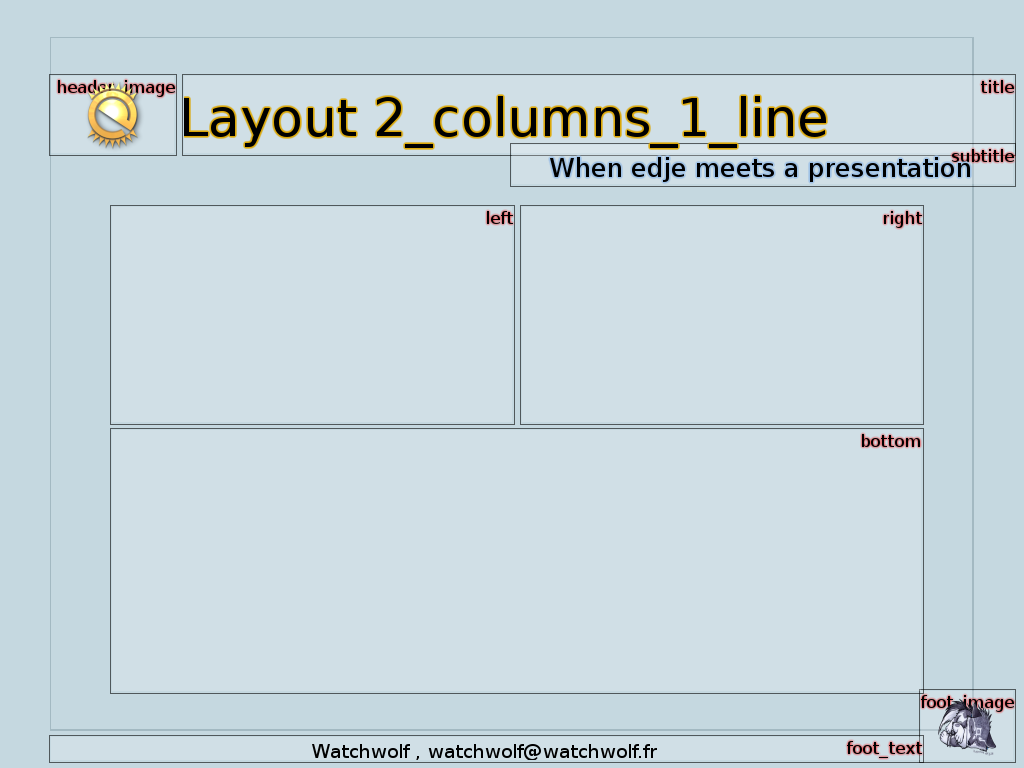 header_image
title
Layout 2_columns_1_line
subtitle
When edje meets a presentation
left
right
bottom
foot_image
foot_text
Watchwolf , watchwolf@watchwolf.fr